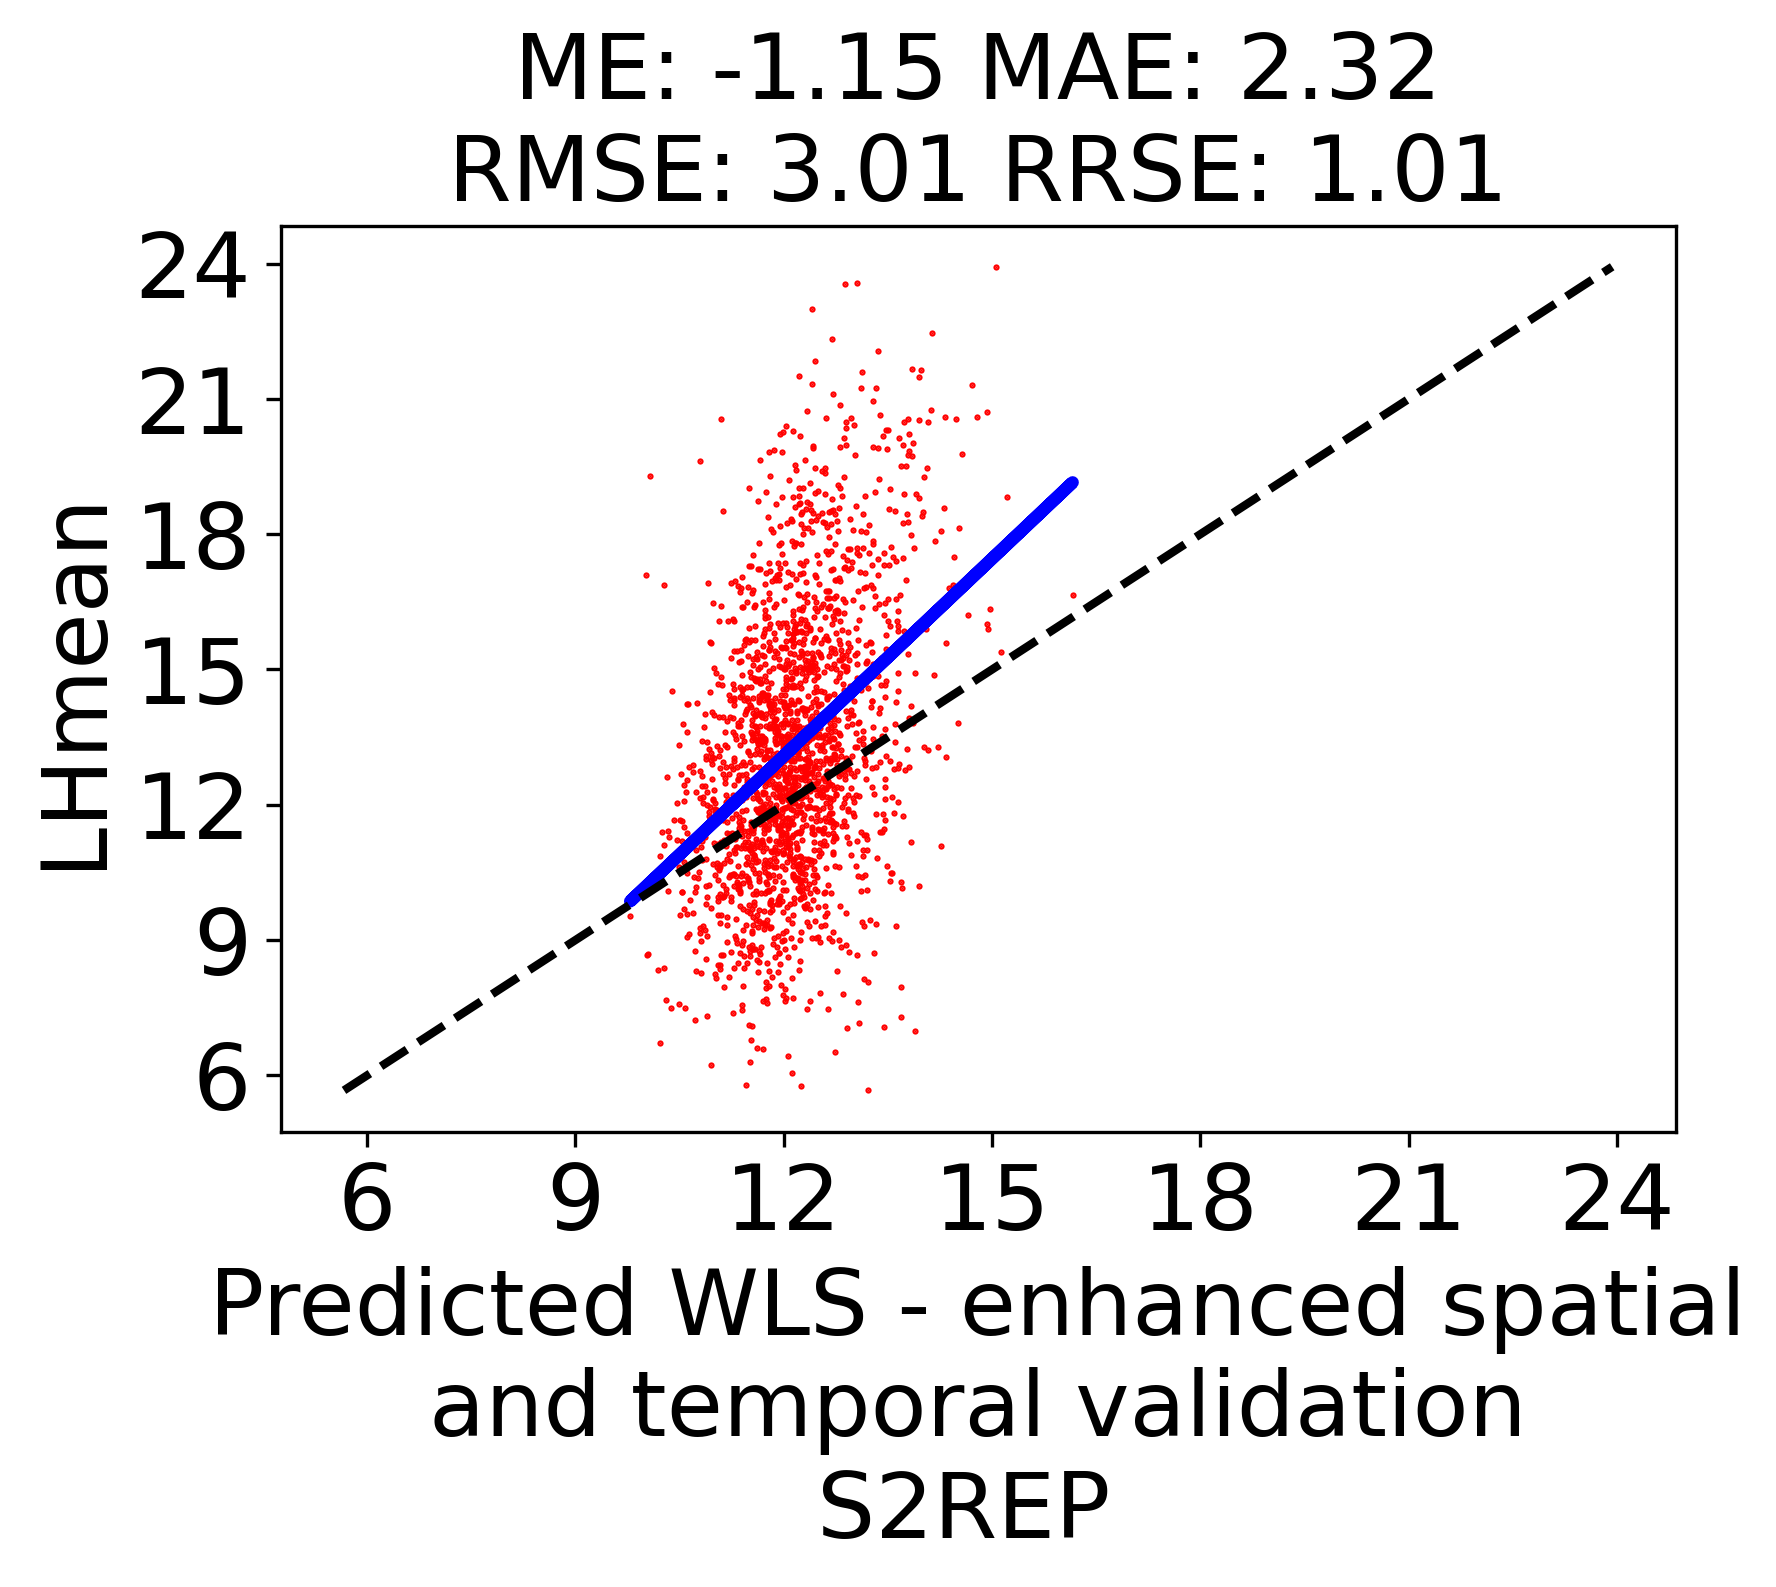 ME: -1.15 MAE: 2.32
RMSE: 3.01 RRSE: 1.01
24
21
18
15
12
9
6
LHmean
6 9 12 15 18 21 24
Predicted WLS - enhanced spatial
and temporal validation
S2REP